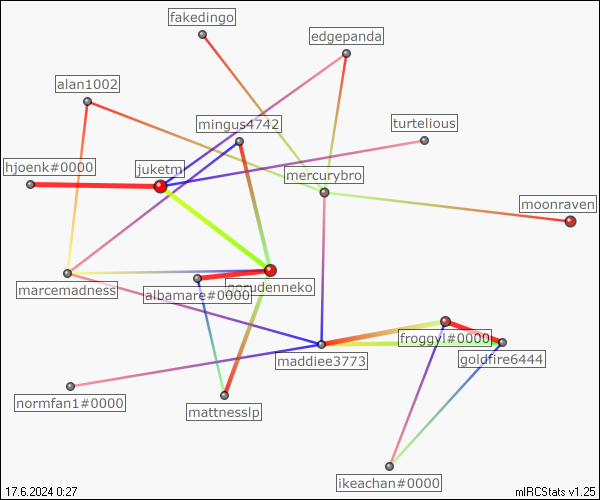 fakedingo
edgepanda
alan1002
mingus4742
turtelious
hjoenk#0000
juketm
mercurybro
moonraven
marcemadness
albamare#0000
maddiee3773
froggyl#0000
goldfire6444
normfan1#0000
mattnesslp
ikeachan#0000
17.6.2024 0:27
mIRCStats v1.25